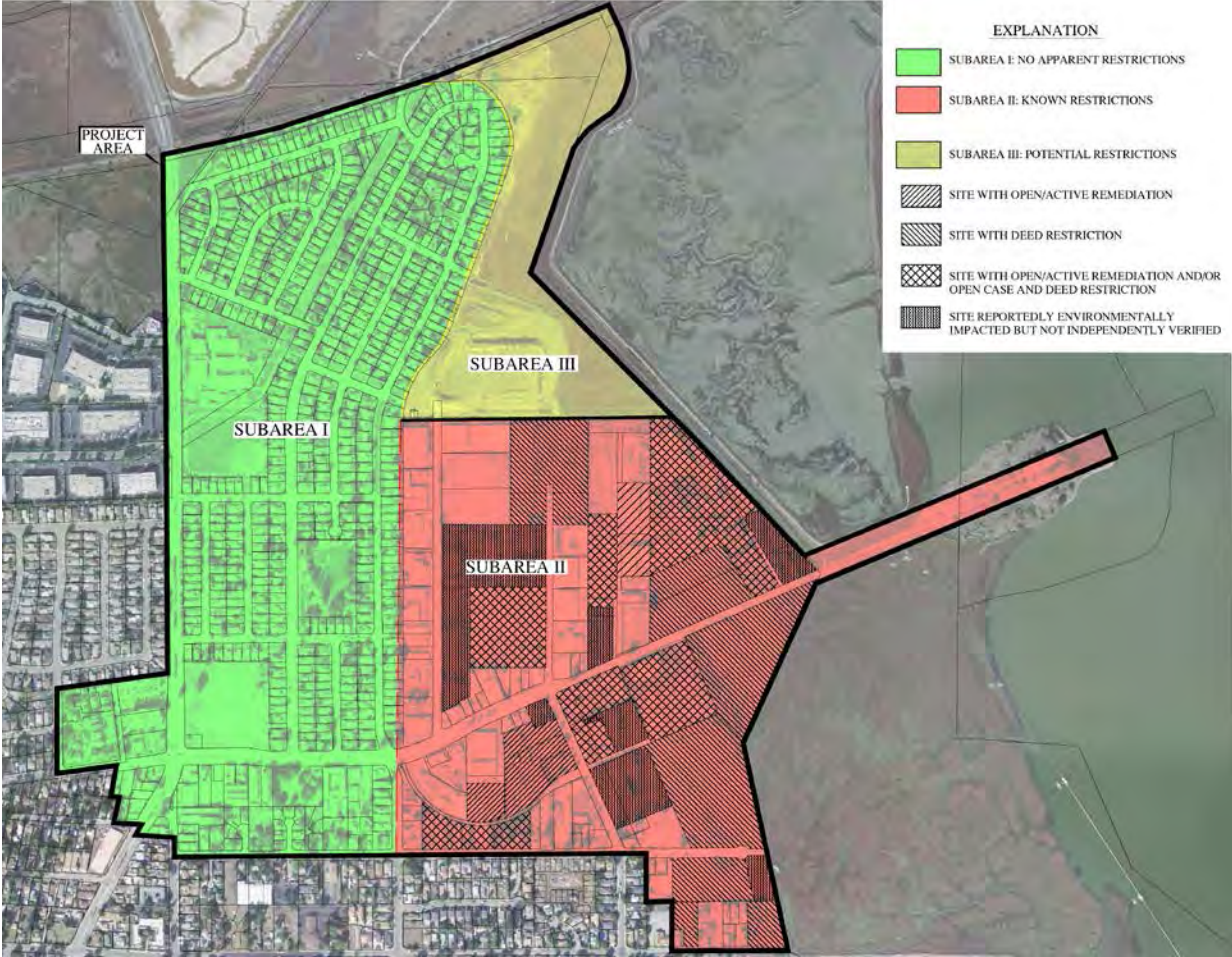 EXPLANATION
SUBAREA I: NO APPARENT RESTRICTIONS
SUBAREA II: KNOWN RESTRICTIONS
SUBAREA III: POTENTIAL RESTRICTIONS
SITE WITH OPEN/ACTIVE REMEDIATION
SITE WITH DEED RESTRICTION
SITE WITH OPEN/ACTIVE REMEDIATION AND/OR
OPEN CASE AND DEED RESTRICTION
SITE REPORTEDLY ENVIRONMENTALLY
IMPACTED BUT NOT INDEPENDENTLY VERIFIED
PROJECT
AREA
SUBAREA III
SUBAREA I
SUBAREA II